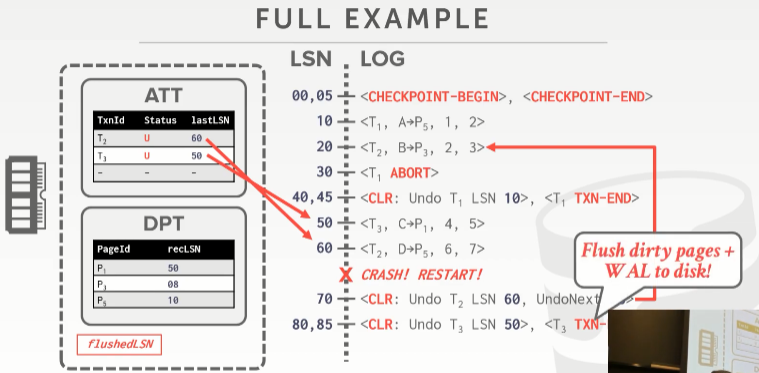 FULL EXAMPLE
LSN LOG
ATT
TxnId Status lastLSN
T2 U 60
T3 U 50
- - -
DPT
PageId recLSN
P1 50
P3 08
P5 10
flushedLSN
00,05 <CHECKPOINT-BEGIN>, <CHECKPOINT-END>
10 <T1, A→P5, 1, 2>
20 <T2, B→P3, 2, 3>
30 <T1 ABORT>
40,45 <CLR: Undo T1 LSN 10>, <T1 TXN-END>
50 <T3, C→P1, 4, 5>
60 <T2, D→P5, 6, 7>
X CRASH! RESTART!
70 <CLR: Undo T2 LSN 60, UndoNext
80,85 <CLR: Undo T3 LSN 50>, <T3 TXN-
Flush dirty pages +
WAL to disk!